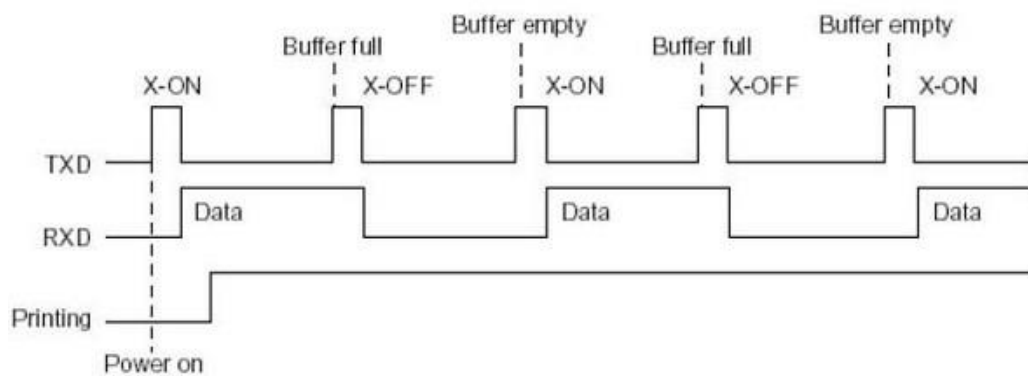 Buffer full
Buffer empty
Buffer full
Buffer empty
X-ON
X-OFF
X-ON
X-OFF
X-ON
TXD
RXD
Data
Data
Data
Printing
Power on